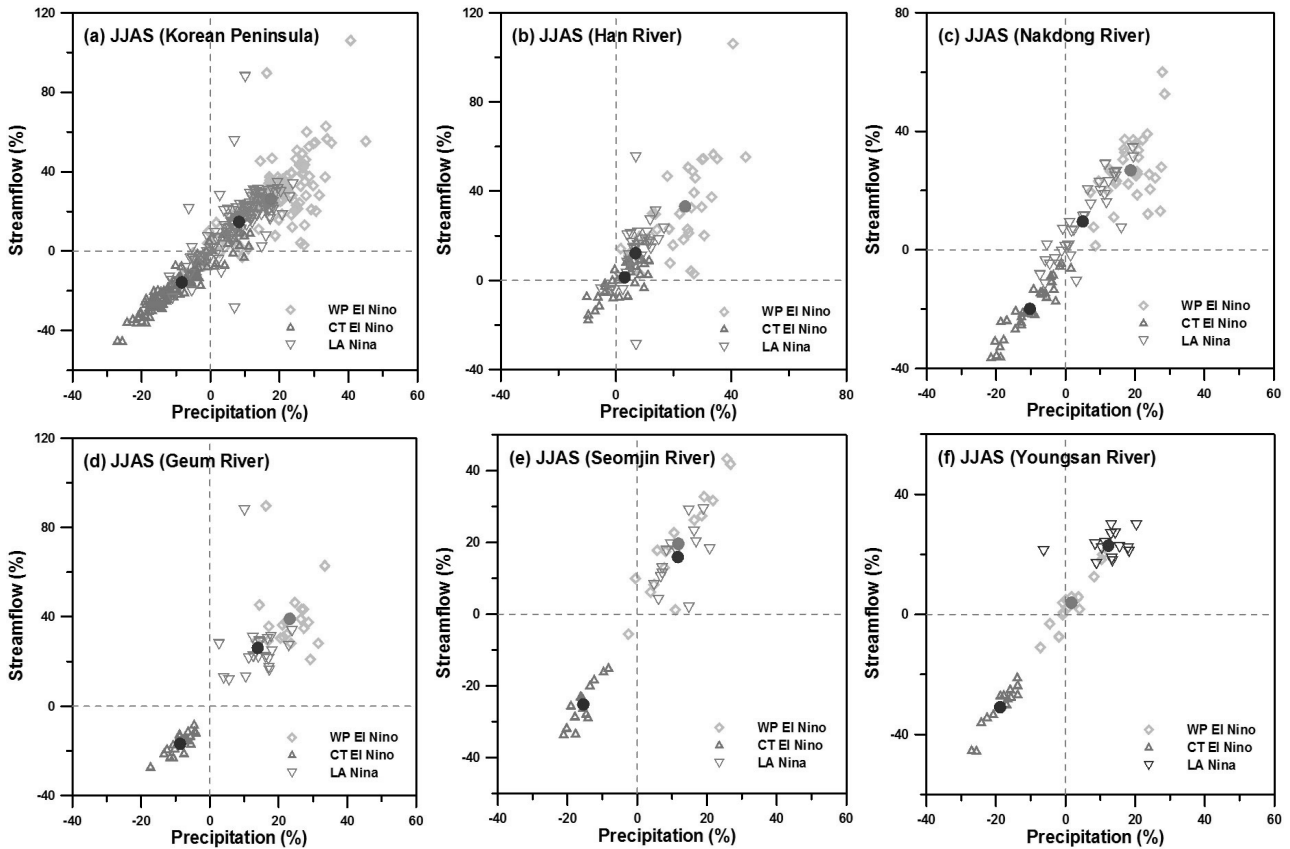 (a) JJAS (Korean Peninsula)
120
80
40
0
-40
Streamflow (%)
WP El Nino
CT El Nino
LA Nina
-40 -20 0 20 40 60
Precipitation (%)
(b) JJAS (Han River)
120
80
40
0
-40
Streamflow (%)
WP El Nino
CT El Nino
LA Nina
-40 0 40 80
Precipitation (%)
(c) JJAS (Nakdong River)
80
40
0
-40
Streamflow (%)
WP El Nino
CT El Nino
LA Nina
-40 -20 0 20 40 60
Precipitation (%)
(d) JJAS (Geum River)
120
80
40
0
-40
Streamflow (%)
WP El Nino
CT El Nino
LA Nina
-40 -20 0 20 40 60
Precipitation (%)
(e) JJAS (Seomjin River)
40
20
0
-20
-40
Streamflow (%)
WP El Nino
CT El Nino
LA Nina
-40 -20 0 20 40 60
Precipitation (%)
(f) JJAS (Youngsan River)
40
0
-40
Streamflow (%)
WP El Nino
CT El Nino
LA Nina
-40 -20 0 20 40 60
Precipitation (%)